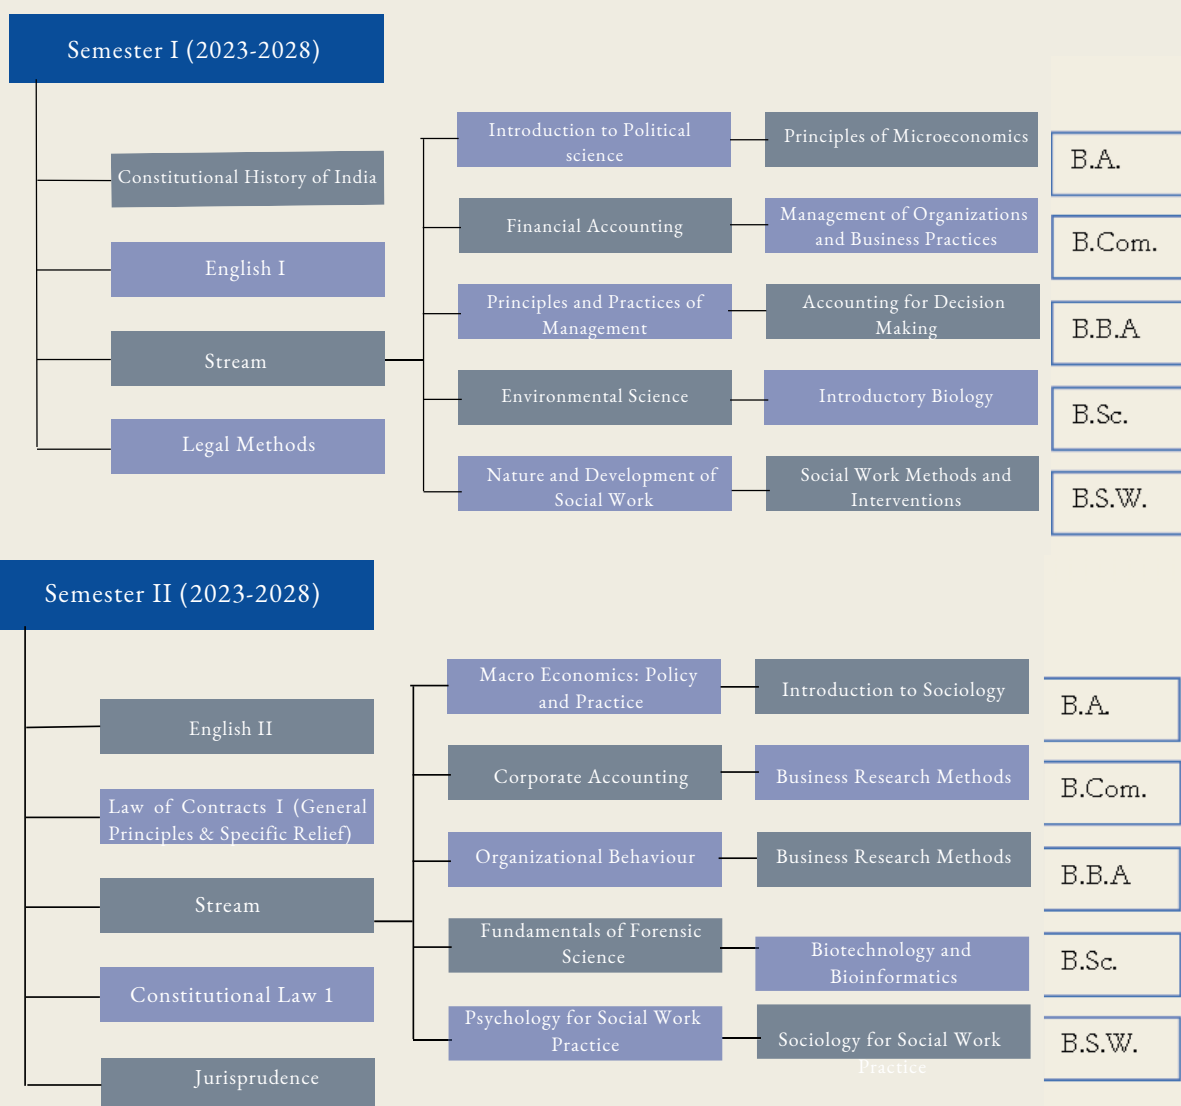 Semester I (2023-2028)
Constitutional History of India
English I
Stream
Legal Methods
Introduction to Political
science
Principles of Microeconomics
B.A.
Financial Accounting
Management of Organizations
and Business Practices
B.Com.
Principles and Practices of
Management
Accounting for Decision
Making
B.B.A
Environmental Science
Introductory Biology
B.Sc.
Nature and Development of
Social Work
Social Work Methods and
Interventions
B.S.W.
Semester II (2023-2028)
English II
Law of Contracts I (General
Principles & Specific Relief)
Stream
Constitutional Law 1
Jurisprudence
Macro Economics: Policy
and Practice
Introduction to Sociology
B.A.
Corporate Accounting
Business Research Methods
B.Com.
Organizational Behaviour
Business Research Methods
B.B.A
Fundamentals of Forensic
Science
Biotechnology and
Bioinformatics
B.Sc.
Psychology for Social Work
Practice
Sociology for Social Work
Practice
B.S.W.